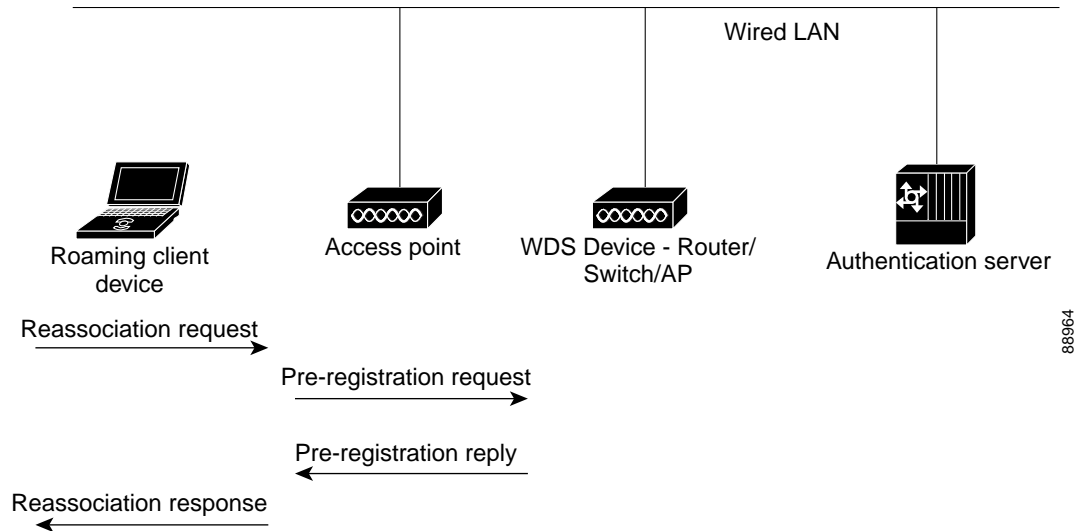 Wired LAN
Roaming client
device
Access point
WDS Device - Router/
Switch/AP
Authentication server
88964
Reassociation request
Pre-registration request
Pre-registration reply
Reassociation response